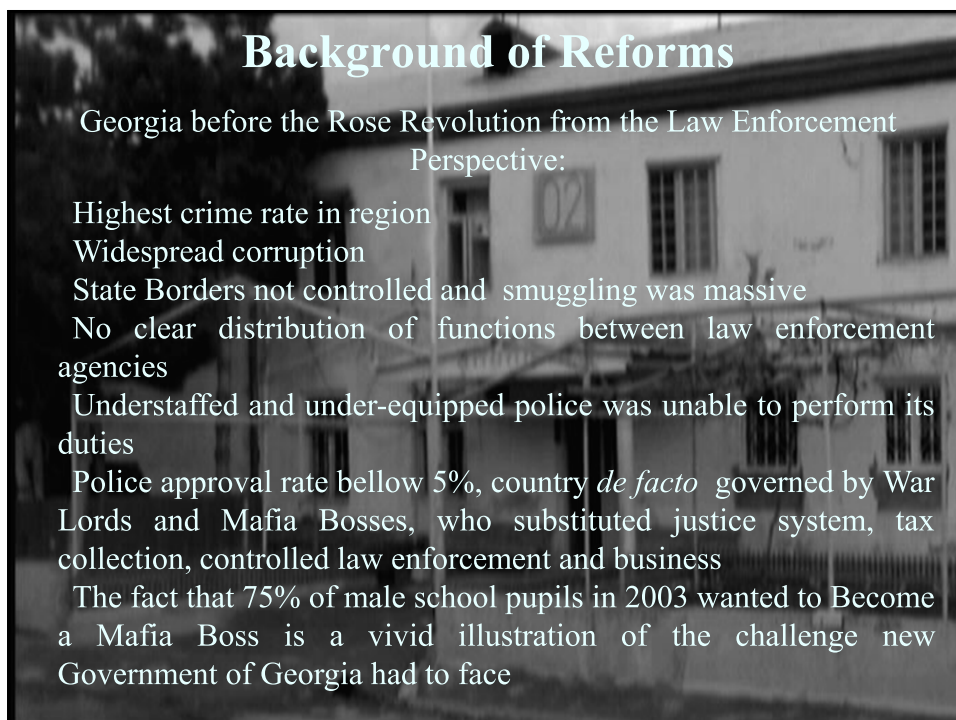 Background of Reforms
Georgia before the Rose Revolution from the Law Enforcement
Perspective:
02
Highest crime rate in region
Widespread corruption
State Borders not controlled and smuggling was massive
No clear distribution of functions between law enforcement
agencies
Understaffed and under-equipped police was unable to perform its
duties
Police approval rate bellow 5%, country de facto governed by War
Lords and Mafia Bosses, who substituted justice system, tax
collection, controlled law enforcement and business
The fact that 75% of male school pupils in 2003 wanted to Become
a Mafia Boss is a vivid illustration of the challenge new
Government of Georgia had to face